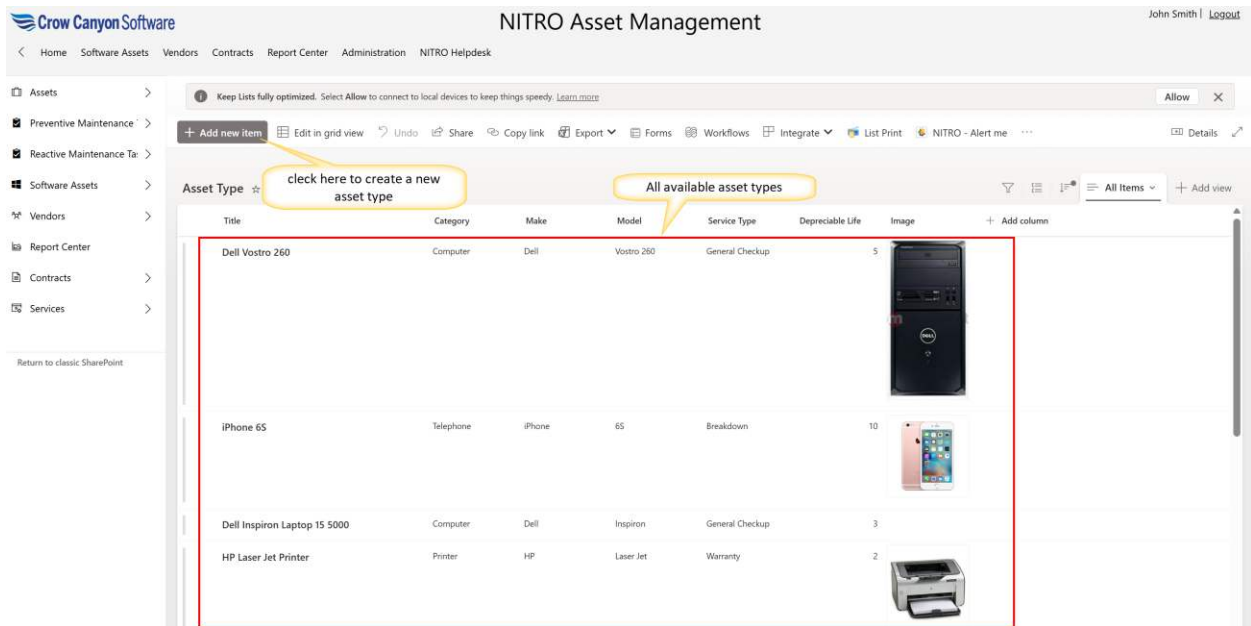 Crow Canyon Software
NITRO Asset Management
John Smith | Logout
Home Software Assets Vendors Contracts Report Center Administration NITRO Helpdesk
Assets
Preventive Maintenance
Reactive Maintenance Ta
Software Assets
Vendors
Report Center
Contracts
Services
Return to classic SharePoint
Keep Lists fully optimized. Select Allow to connect to local devices to keep things speedy. Learn more
Allow
+ Add new item Edit in grid view Undo Share Copy link Export Forms Workflows Integrate List Print NITRO - Alert me ... Details
cleck here to create a new
asset type
All available asset types
Asset Type
All Items + Add view
Title Category Make Model Service Type Depreciable Life Image + Add column
Dell Vostro 260 Computer Dell Vostro 260 General Checkup 5
DELL
iPhone 6S Telephone iPhone 6S Breakdown 10
Dell Inspiron Laptop 15 5000 Computer Dell Inspiron General Checkup 3
HP Laser Jet Printer Printer HP Laser Jet Warranty 2